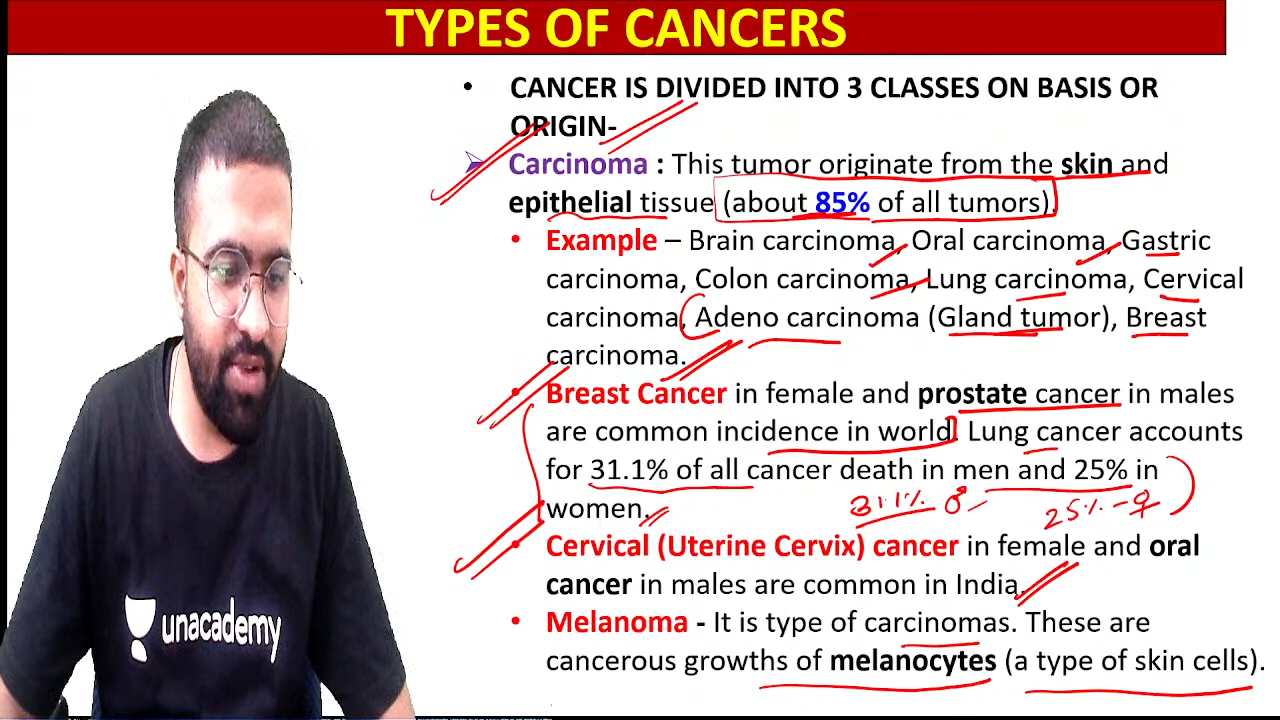 TYPES OF CANCERS
• CANCER IS DIVIDED INTO 3 CLASSES ON BASIS OR
ORIGIN-
Carcinoma : This tumor originate from the skin and
epithelial tissue (about 85% of all tumors).
• Example – Brain carcinoma, Oral carcinoma, Gastric
carcinoma, Colon carcinoma, Lung carcinoma, Cervical
carcinoma, Adeno carcinoma (Gland tumor), Breast
carcinoma.
• Breast Cancer in female and prostate cancer in males
are common incidence in world. Lung cancer accounts
for 31.1% of all cancer death in men and 25% in
women.
31.1% ♂
25% - ♀
• Cervical (Uterine Cervix) cancer in female and oral
cancer in males are common in India.
• Melanoma - It is type of carcinomas. These are
cancerous growths of melanocytes (a type of skin cells).
unacademy